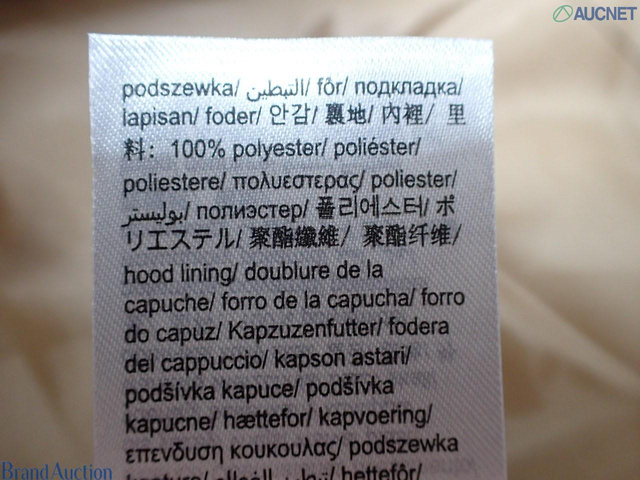 AUCNET
podszewka/ التبطين/ fôr/ подкладка/
lapisan/ foder/ 안감/ 裏地/ 內裡/ 里
料：100% polyester/ poliéster/
poliestere/ πολυεστερας/ poliester/
بوليستر/ полиэстер/ 폴리에스터/ ポ
リエステル/ 聚酯纖維/ 聚酯纤维/
hood lining/ doublure de la
capuche/ forro de la capucha/ forro
do capuz/ Kapzuzenfutter/ fodera
del cappuccio/ kapson astari/
podšívka kapuce/ podšívka
kapucne/ hættefor/ kapvoering/
επενδυση κουκουλας/ podszewka
hettefôr/
Brand Auction